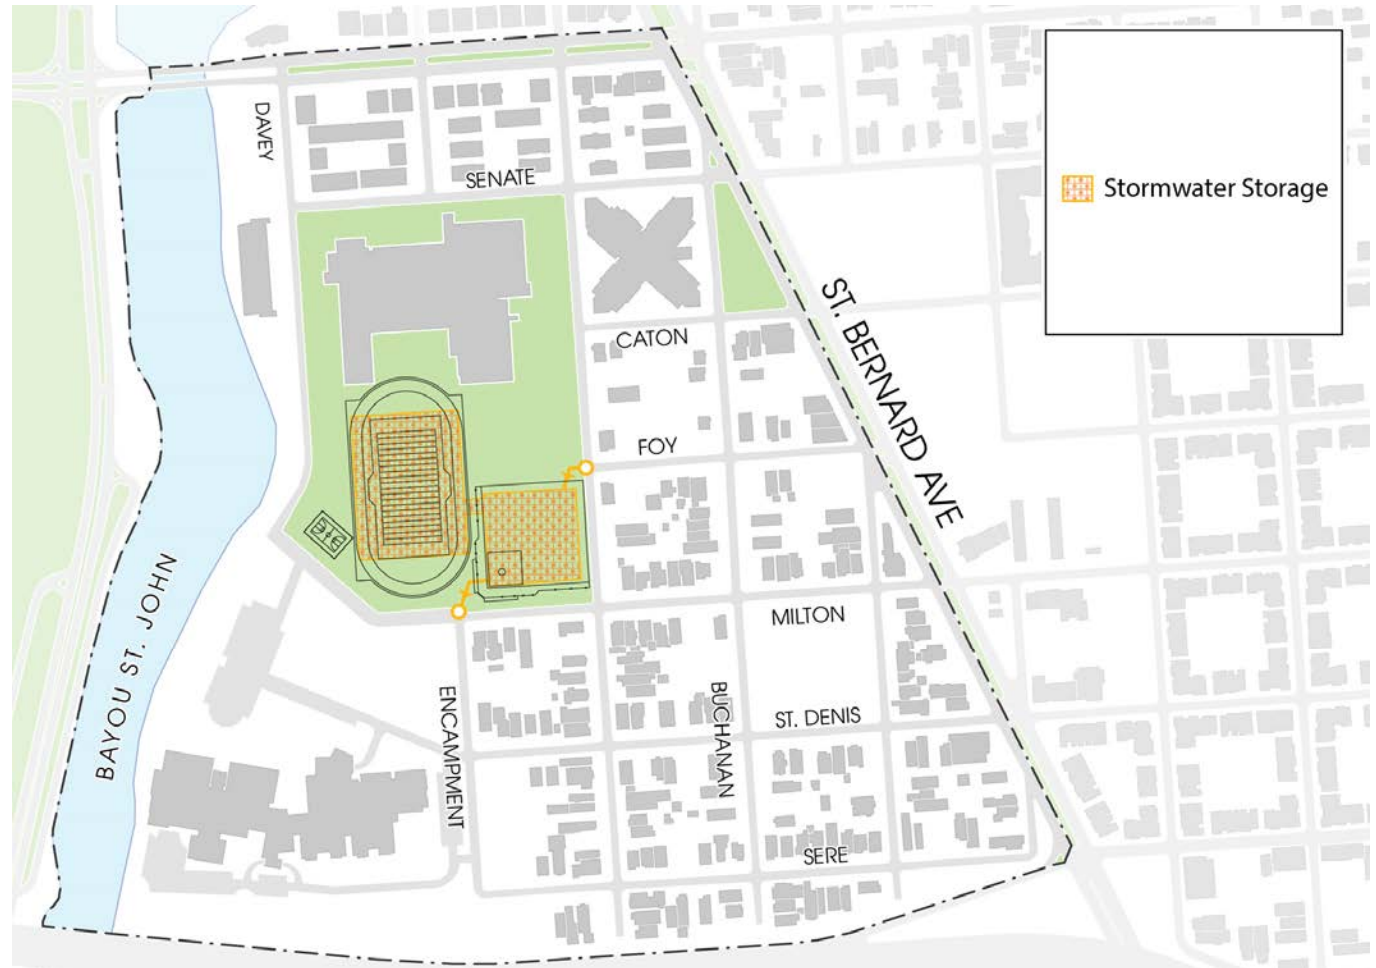 DAVEY
SENATE
Stormwater Storage
CATON
ST. BERNARD AVE
FOY
BAYOU ST. JOHN
MILTON
ENCAMPMENT
BUCHANAN
ST. DENIS
SERE